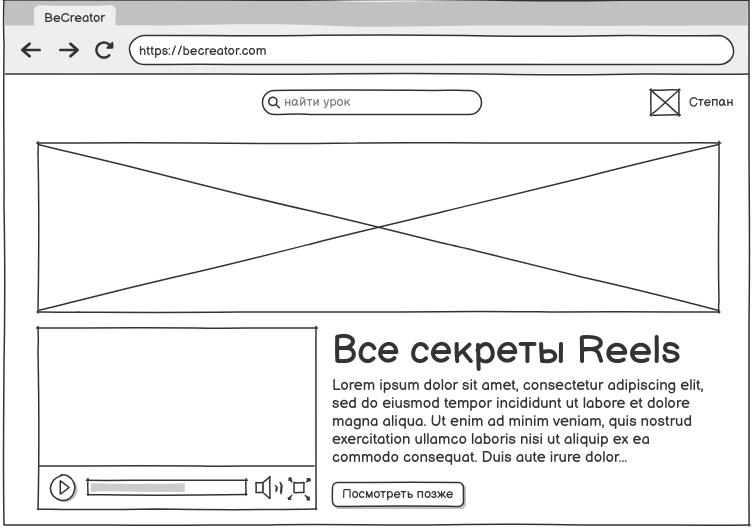 BeCreator
https://becreator.com
найти урок
Степан
Все секреты Reels
Lorem ipsum dolor sit amet, consectetur adipiscing elit,
sed do eiusmod tempor incididunt ut labore et dolore
magna aliqua. Ut enim ad minim veniam, quis nostrud
exercitation ullamco laboris nisi ut aliquip ex ea
commodo consequat. Duis aute irure dolor...
Посмотреть позже